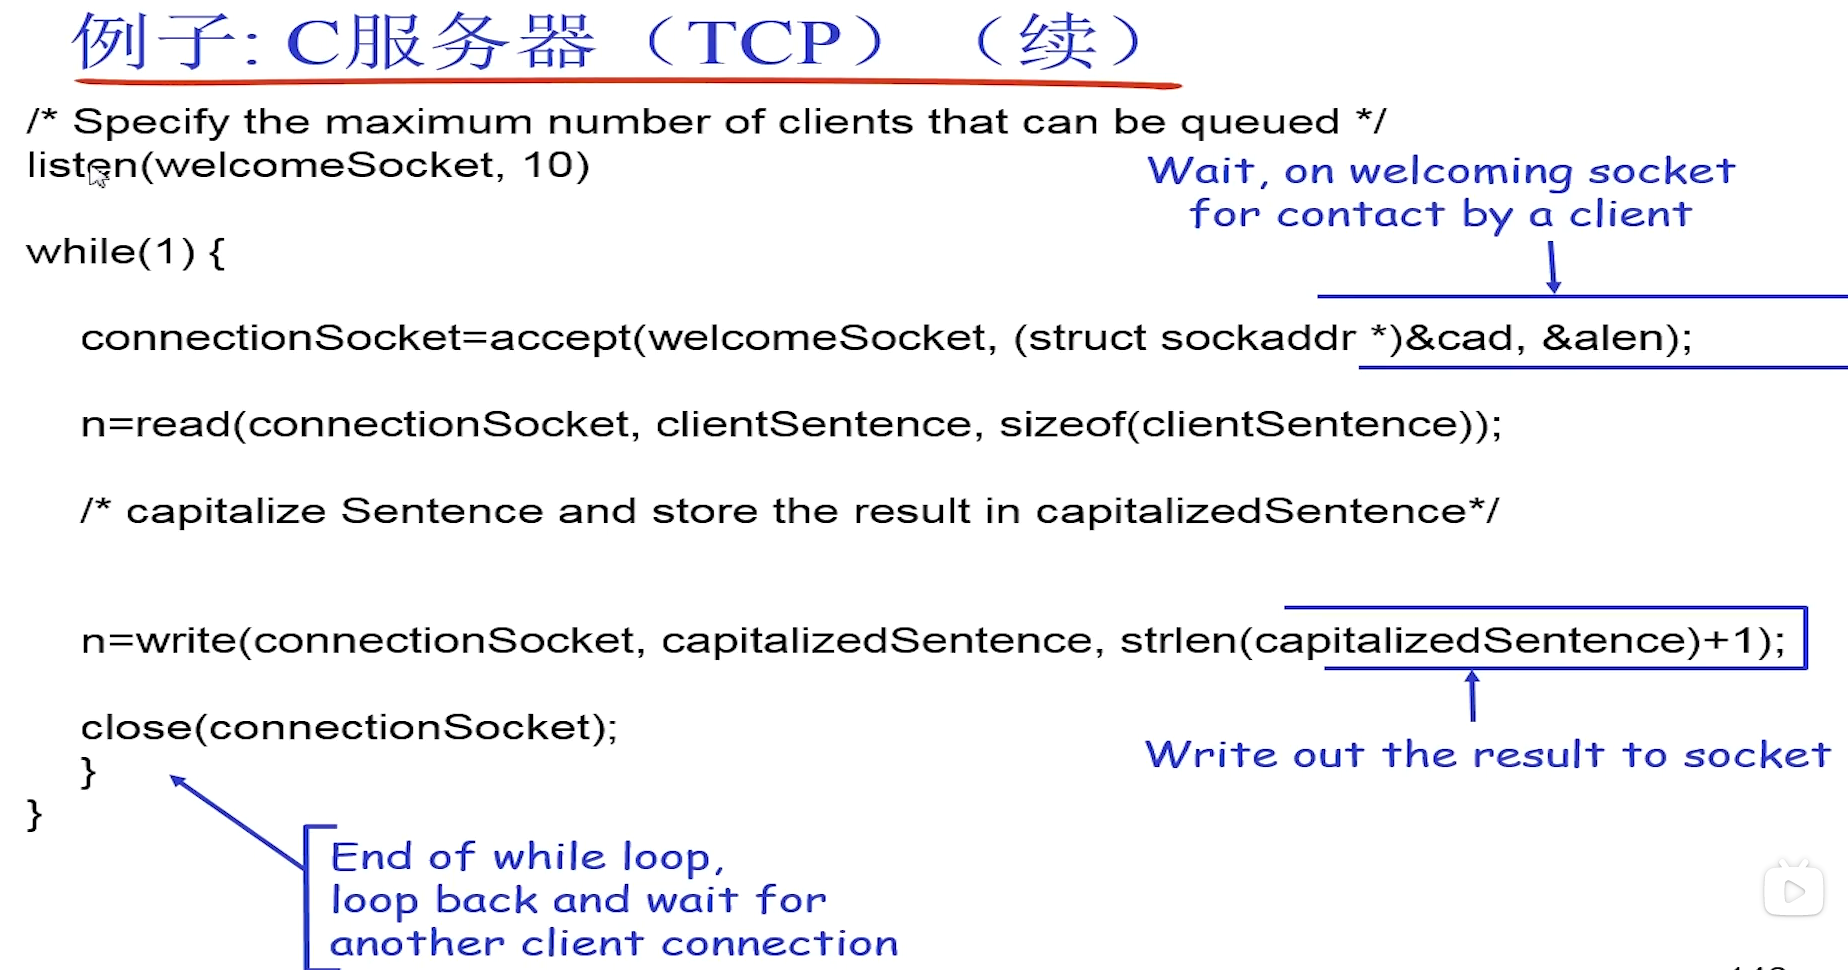 例子: C服务器（TCP）（续）
/* Specify the maximum number of clients that can be queued */
listen(welcomeSocket, 10)
Wait, on welcoming socket
for contact by a client
while(1) {
connectionSocket=accept(welcomeSocket, (struct sockaddr *)&cad, &alen);
n=read(connectionSocket, clientSentence, sizeof(clientSentence));
/* capitalize Sentence and store the result in capitalizedSentence*/
n=write(connectionSocket, capitalizedSentence, strlen(capitalizedSentence)+1);
close(connectionSocket);
Write out the result to socket
}
}
End of while loop,
loop back and wait for
another client connection